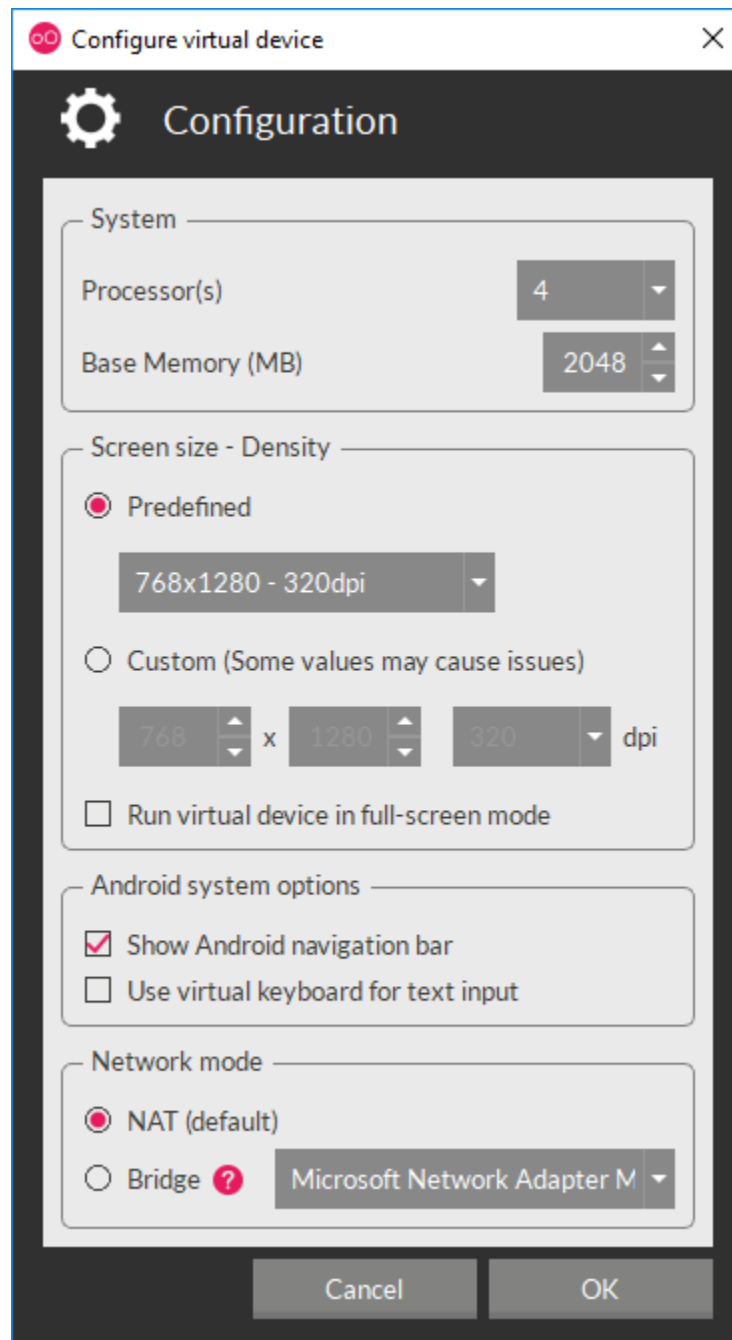 Configure virtual device
Configuration
System
Processor(s) 4
Base Memory (MB) 2048
Screen size - Density
Predefined
768x1280 - 320dpi
Custom (Some values may cause issues)
768 x 1280 320 dpi
Run virtual device in full-screen mode
Android system options
Show Android navigation bar
Use virtual keyboard for text input
Network mode
NAT (default)
Bridge ? Microsoft Network Adapter M
Cancel OK